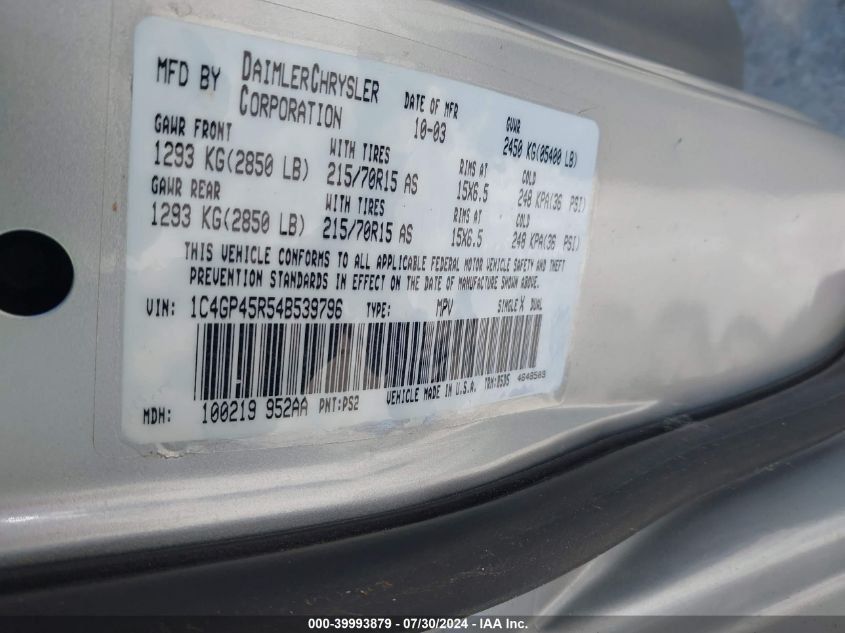 MFD BY DAIMLERCHRYSLER CORPORATION
DATE OF MFR 10-03
GVWR 2450 KG(05400 LB)
GAWR FRONT 1293 KG(2850 LB)
WITH TIRES 215/70R15 AS
RIMS AT 15X6.5
COLD 248 KPA(36 PSI)
GAWR REAR 1293 KG(2850 LB)
WITH TIRES 215/70R15 AS
RIMS AT 15X6.5
COLD 248 KPA(36 PSI)
THIS VEHICLE CONFORMS TO ALL APPLICABLE FEDERAL MOTOR VEHICLE SAFETY AND THEFT
PREVENTION STANDARDS IN EFFECT ON THE DATE OF MANUFACTURE SHOWN ABOVE.
VIN: 1C4GP45R54B539796 TYPE: MPV SINGLE X DUAL
MDH: 100219 952AA PNT:PS2 VEHICLE MADE IN U.S.A. TRM: 4648503
000-39993879 / 07/30/2024 - IAA Inc.